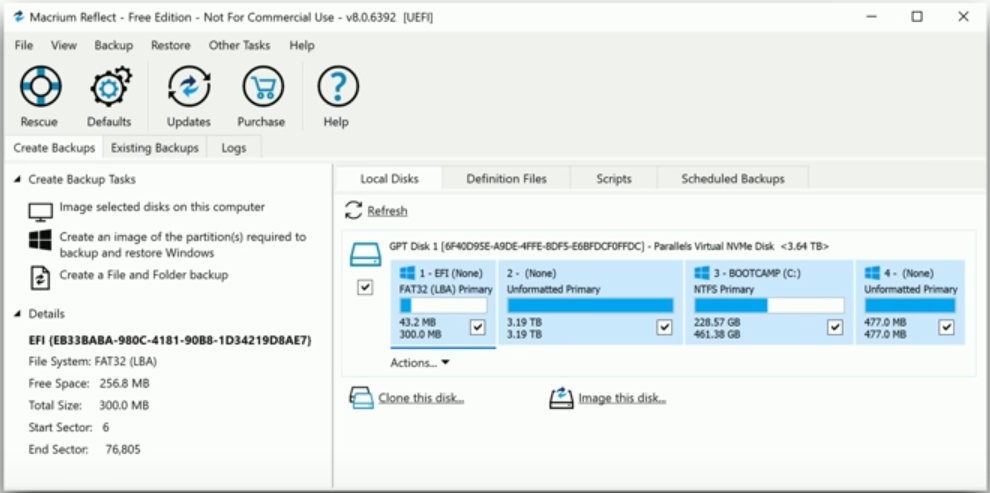 Macrium Reflect - Free Edition - Not For Commercial Use - v8.0.6392 [UEFI]
File View Backup Restore Other Tasks Help
Rescue Defaults Updates Purchase Help
Create Backups Existing Backups Logs
Create Backup Tasks
Image selected disks on this computer
Create an image of the partition(s) required to
backup and restore Windows
Create a File and Folder backup
Details
EFI (EB33BABA-980C-4181-90B8-1D34219D8AE7)
File System: FAT32 (LBA)
Free Space: 256.8 MB
Total Size: 300.0 MB
Start Sector: 6
End Sector: 76,805
Local Disks Definition Files Scripts Scheduled Backups
Refresh
GPT Disk 1 [6F40D95E-A9DE-4FFE-8DF5-E6BFDCF0FFDC] - Parallels Virtual NVMe Disk <3.64 TB>
1 - EFI (None)
FAT32 (LBA) Primary
43.2 MB
300.0 MB
2 - (None)
Unformatted Primary
3.19 TB
3.19 TB
3 - BOOTCAMP (C:)
NTFS Primary
228.57 GB
461.38 GB
4 - (None)
Unformatted Primary
477.0 MB
477.0 MB
Actions...
Clone this disk... Image this disk...